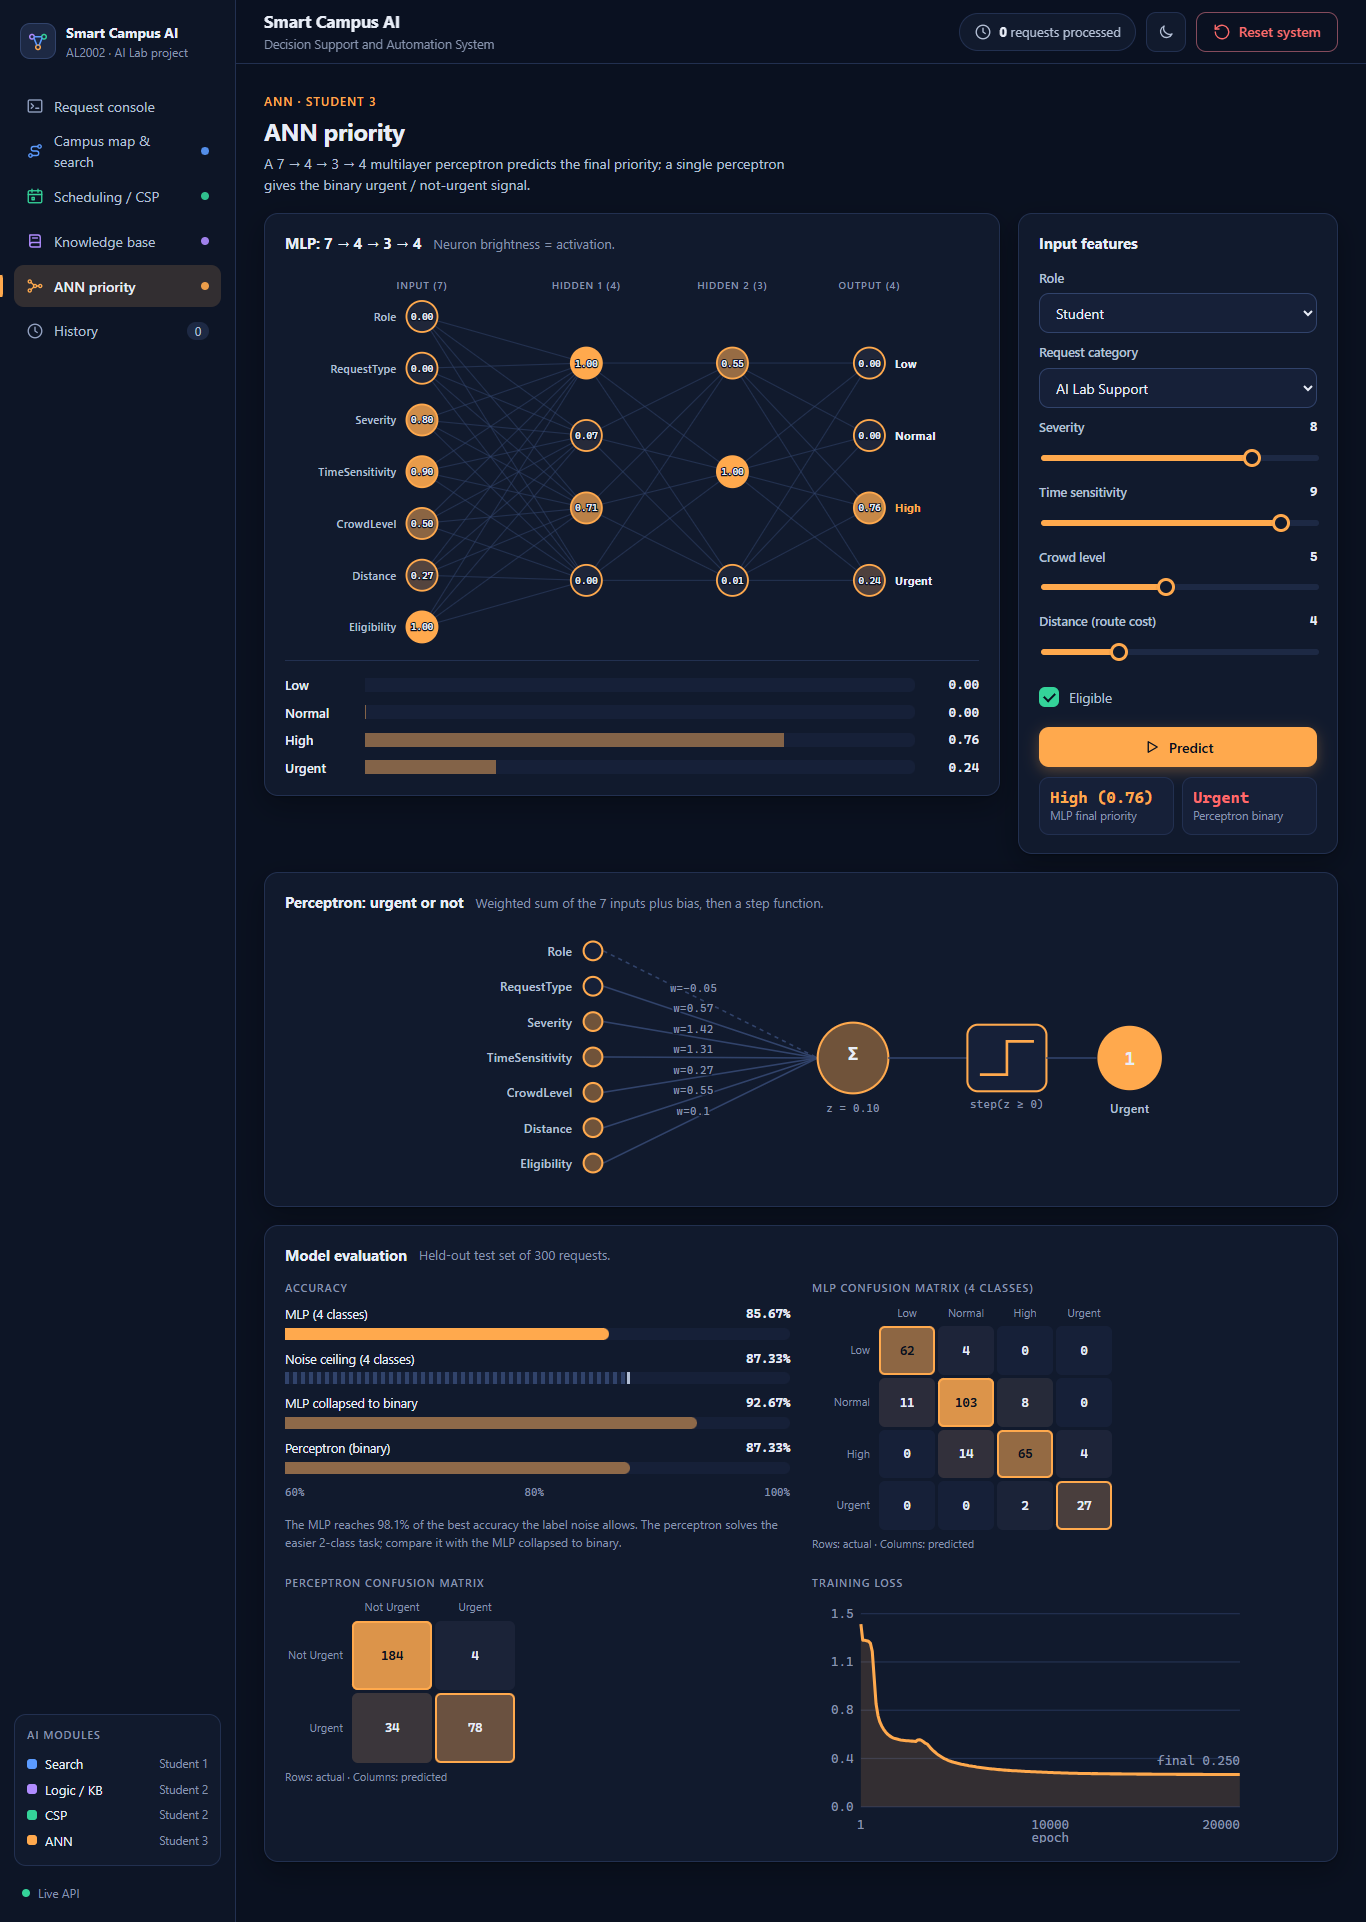 Smart Campus AI
AL2002 · AI Lab project
Request console
Campus map &
search
Scheduling / CSP
Knowledge base
ANN priority
History
0
AI MODULES
Search
Student 1
Logic / KB
Student 2
CSP
Student 2
ANN
Student 3
Live API
Smart Campus AI
Decision Support and Automation System
0 requests processed
Reset system
ANN · STUDENT 3
ANN priority
A 7 → 4 → 3 → 4 multilayer perceptron predicts the final priority; a single perceptron
gives the binary urgent / not-urgent signal.
MLP: 7 → 4 → 3 → 4 Neuron brightness = activation.
INPUT (7)
HIDDEN 1 (4)
HIDDEN 2 (3)
OUTPUT (4)
Role
0.00
RequestType
0.00
Severity
0.80
TimeSensitivity
0.90
CrowdLevel
0.50
Distance
0.27
Eligibility
1.00
1.00
0.07
0.71
0.00
0.55
1.00
0.01
0.00
Low
0.00
Normal
0.76
High
0.24
Urgent
Low
0.00
Normal
0.00
High
0.76
Urgent
0.24
Input features
Role
Student
Request category
AI Lab Support
Severity
8
Time sensitivity
9
Crowd level
5
Distance (route cost)
4
Eligible
Predict
High (0.76)
MLP final priority
Urgent
Perceptron binary
Perceptron: urgent or not Weighted sum of the 7 inputs plus bias, then a step function.
Role
RequestType
Severity
TimeSensitivity
CrowdLevel
Distance
Eligibility
w=-0.05
w=0.57
w=1.42
w=1.31
w=0.27
w=0.55
w=0.1
Σ
z = 0.10
step(z ≥ 0)
1
Urgent
Model evaluation Held-out test set of 300 requests.
ACCURACY
MLP (4 classes)
85.67%
Noise ceiling (4 classes)
87.33%
MLP collapsed to binary
92.67%
Perceptron (binary)
87.33%
60%
80%
100%
The MLP reaches 98.1% of the best accuracy the label noise allows. The perceptron solves the
easier 2-class task; compare it with the MLP collapsed to binary.
MLP CONFUSION MATRIX (4 CLASSES)
Low Normal High Urgent
Low 62 4 0 0
Normal 11 103 8 0
High 0 14 65 4
Urgent 0 0 2 27
Rows: actual · Columns: predicted
PERCEPTRON CONFUSION MATRIX
Not Urgent Urgent
Not Urgent 184 4
Urgent 34 78
Rows: actual · Columns: predicted
TRAINING LOSS
1.5
1.1
0.8
0.4
0.0
final 0.250
1
10000
20000
epoch